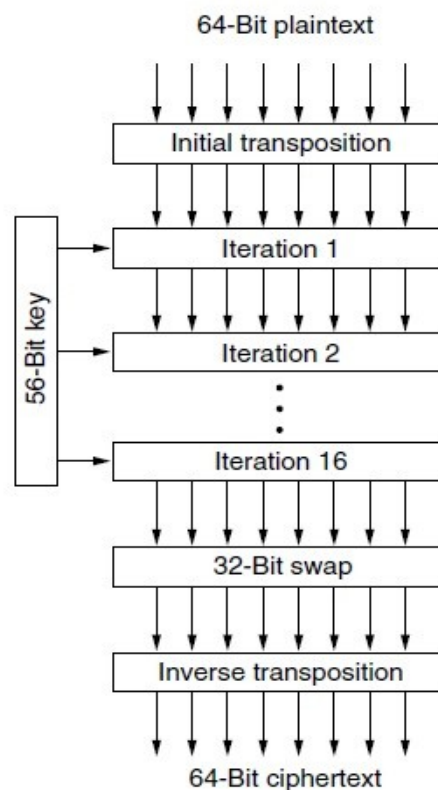 64-Bit plaintext
Initial transposition
56-Bit key
Iteration 1
Iteration 2
Iteration 16
32-Bit swap
Inverse transposition
64-Bit ciphertext